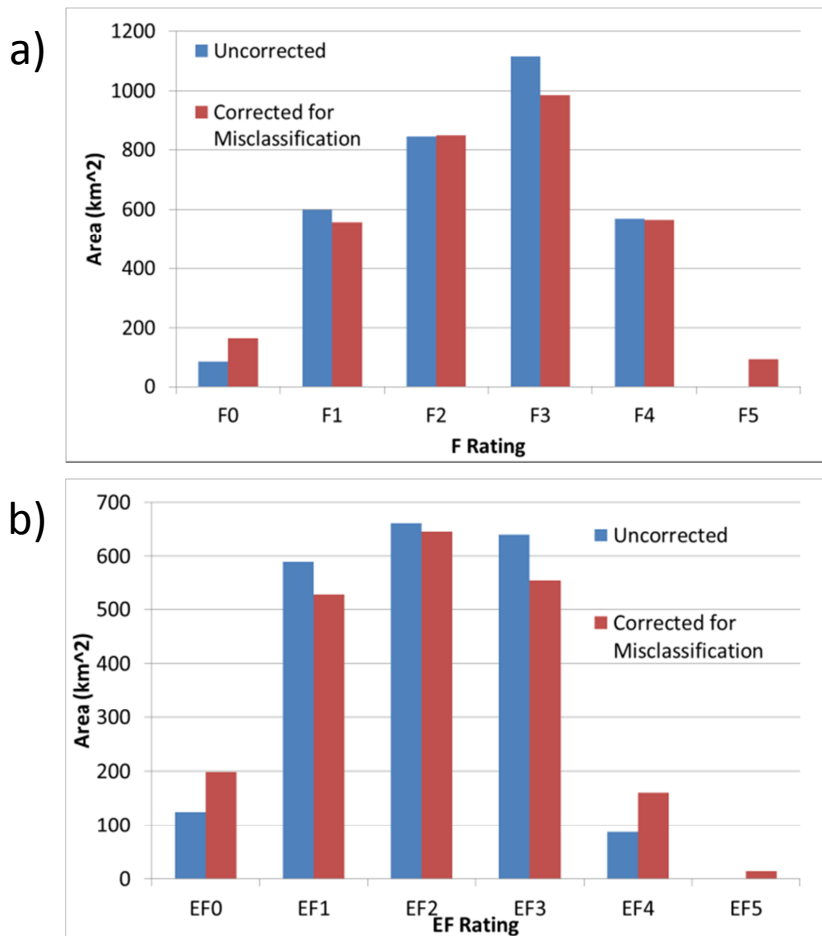 a)
1200
1000
800
600
400
200
0
Area (km^2)
Uncorrected
Corrected for
Misclassification
F0 F1 F2 F3 F4 F5
F Rating
b)
700
600
500
400
300
200
100
0
Area (km^2)
Uncorrected
Corrected for
Misclassification
EF0 EF1 EF2 EF3 EF4 EF5
EF Rating